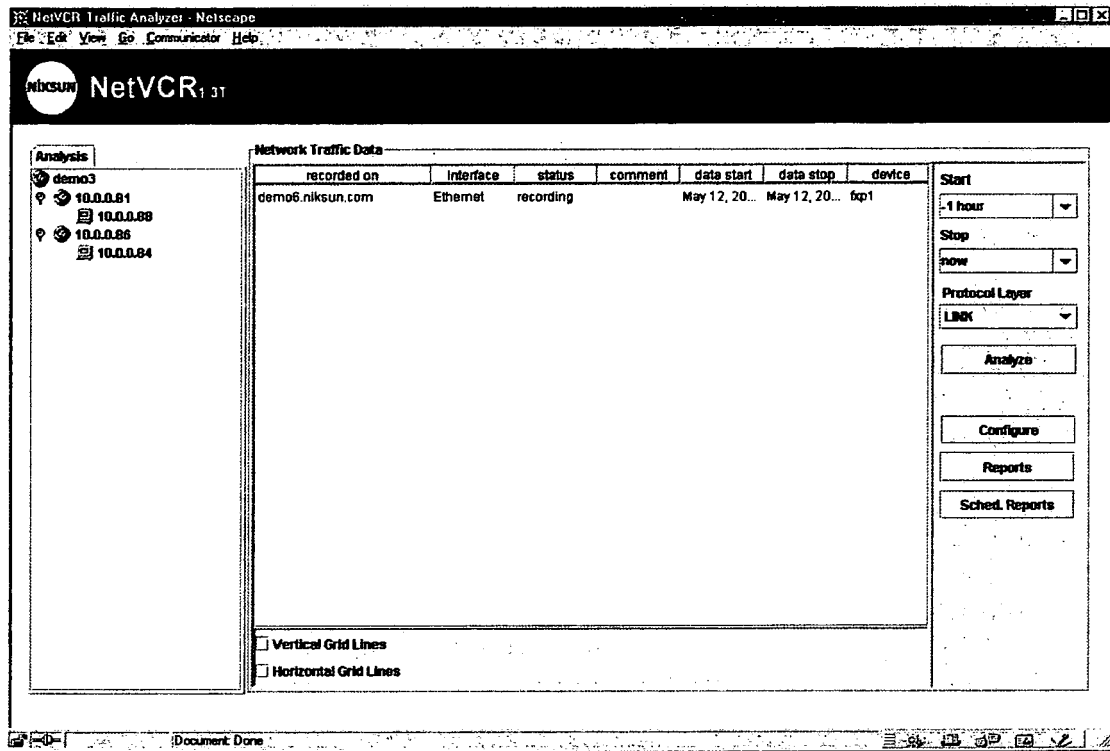 NetVCR Traffic Analyzer - Netscape
File Edit View Go Communicator Help
NIKSUN NetVCR 1.3T
Analysis
demo3
10.0.0.81
10.0.0.88
10.0.0.86
10.0.0.84
Network Traffic Data
recorded on Interface status comment data start data stop device
demo6.niksun.com Ethernet recording May 12, 20... May 12, 20... fxp1
Vertical Grid Lines
Horizontal Grid Lines
Start
-1 hour
Stop
now
Protocol Layer
LINK
Analyze
Configure
Reports
Sched. Reports
Document: Done